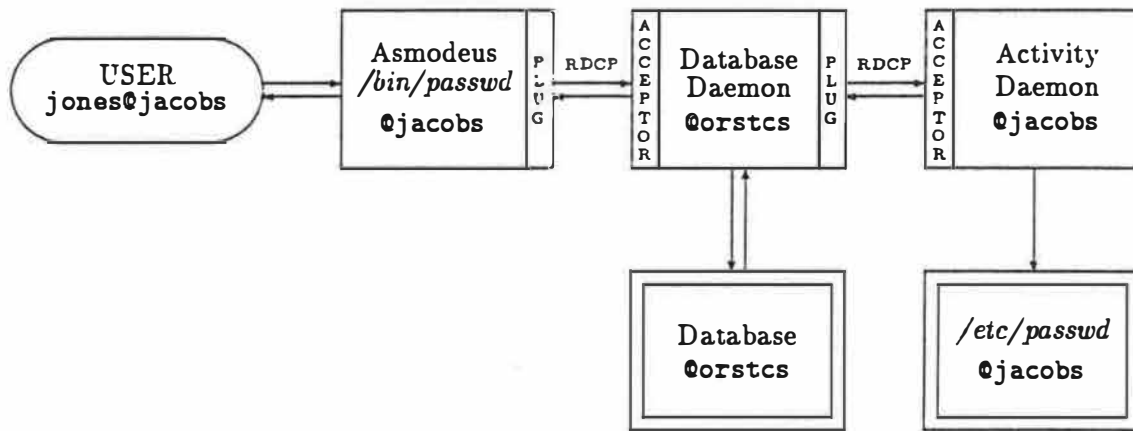 USER
jones@jacobs
Asmodeus
/bin/passwd
@jacobs
PLUG
RDCP
ACCEPTOR
Database
Daemon
@orstcs
PLUG
RDCP
ACCEPTOR
Activity
Daemon
@jacobs
Database
@orstcs
/etc/passwd
@jacobs